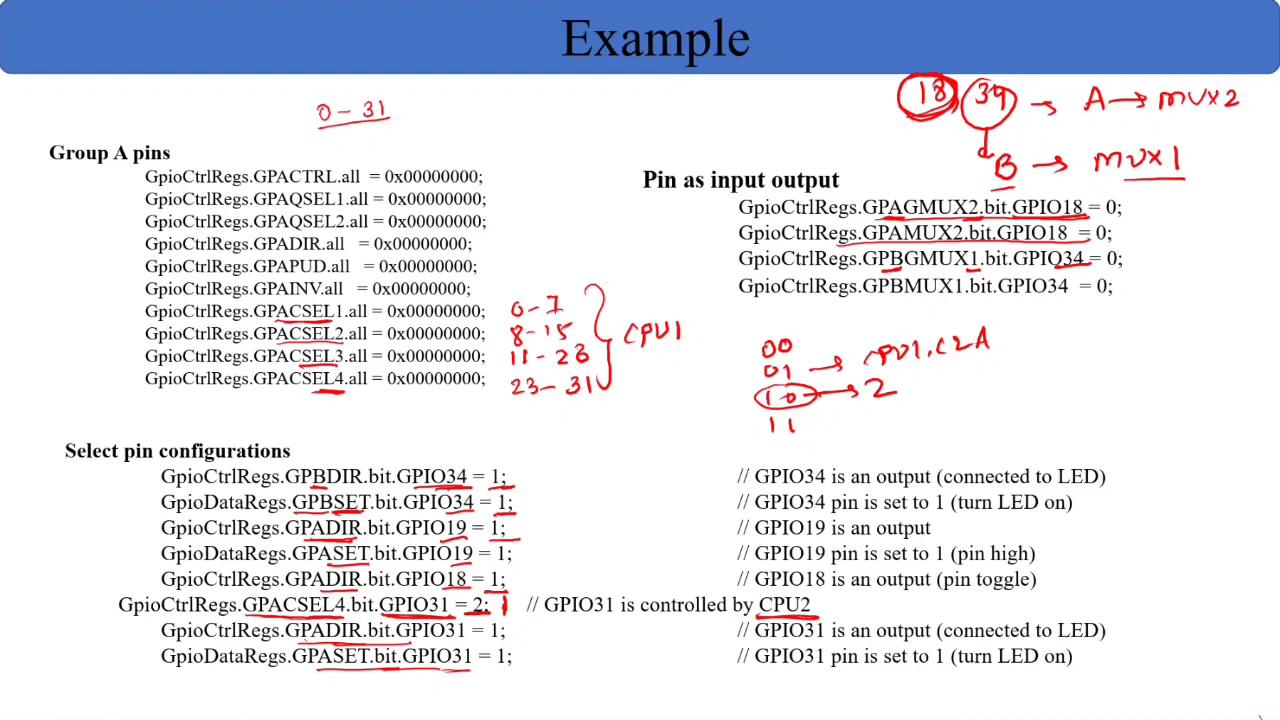 Example
0 - 31
18 34 → A → MUX2
B → MUX1
Group A pins
GpioCtrlRegs.GPACTRL.all = 0x00000000;
GpioCtrlRegs.GPAQSEL1.all = 0x00000000;
GpioCtrlRegs.GPAQSEL2.all = 0x00000000;
GpioCtrlRegs.GPADIR.all = 0x00000000;
GpioCtrlRegs.GPAPUD.all = 0x00000000;
GpioCtrlRegs.GPAINV.all = 0x00000000;
GpioCtrlRegs.GPACSEL1.all = 0x00000000; 0-7
GpioCtrlRegs.GPACSEL2.all = 0x00000000; 8-15 CPU1
GpioCtrlRegs.GPACSEL3.all = 0x00000000; 11-23
GpioCtrlRegs.GPACSEL4.all = 0x00000000; 23-31
Pin as input output
GpioCtrlRegs.GPAGMUX2.bit.GPIO18 = 0;
GpioCtrlRegs.GPAMUX2.bit.GPIO18 = 0;
GpioCtrlRegs.GPBGMUX1.bit.GPIO34 = 0;
GpioCtrlRegs.GPBMUX1.bit.GPIO34 = 0;
00
01 → CPU1.C2A
10 → 2
11
Select pin configurations
GpioCtrlRegs.GPBDIR.bit.GPIO34 = 1; // GPIO34 is an output (connected to LED)
GpioDataRegs.GPBSET.bit.GPIO34 = 1; // GPIO34 pin is set to 1 (turn LED on)
GpioCtrlRegs.GPADIR.bit.GPIO19 = 1; // GPIO19 is an output
GpioDataRegs.GPASET.bit.GPIO19 = 1; // GPIO19 pin is set to 1 (pin high)
GpioCtrlRegs.GPADIR.bit.GPIO18 = 1; // GPIO18 is an output (pin toggle)
GpioCtrlRegs.GPACSEL4.bit.GPIO31 = 2; 1 // GPIO31 is controlled by CPU2
GpioCtrlRegs.GPADIR.bit.GPIO31 = 1; // GPIO31 is an output (connected to LED)
GpioDataRegs.GPASET.bit.GPIO31 = 1; // GPIO31 pin is set to 1 (turn LED on)